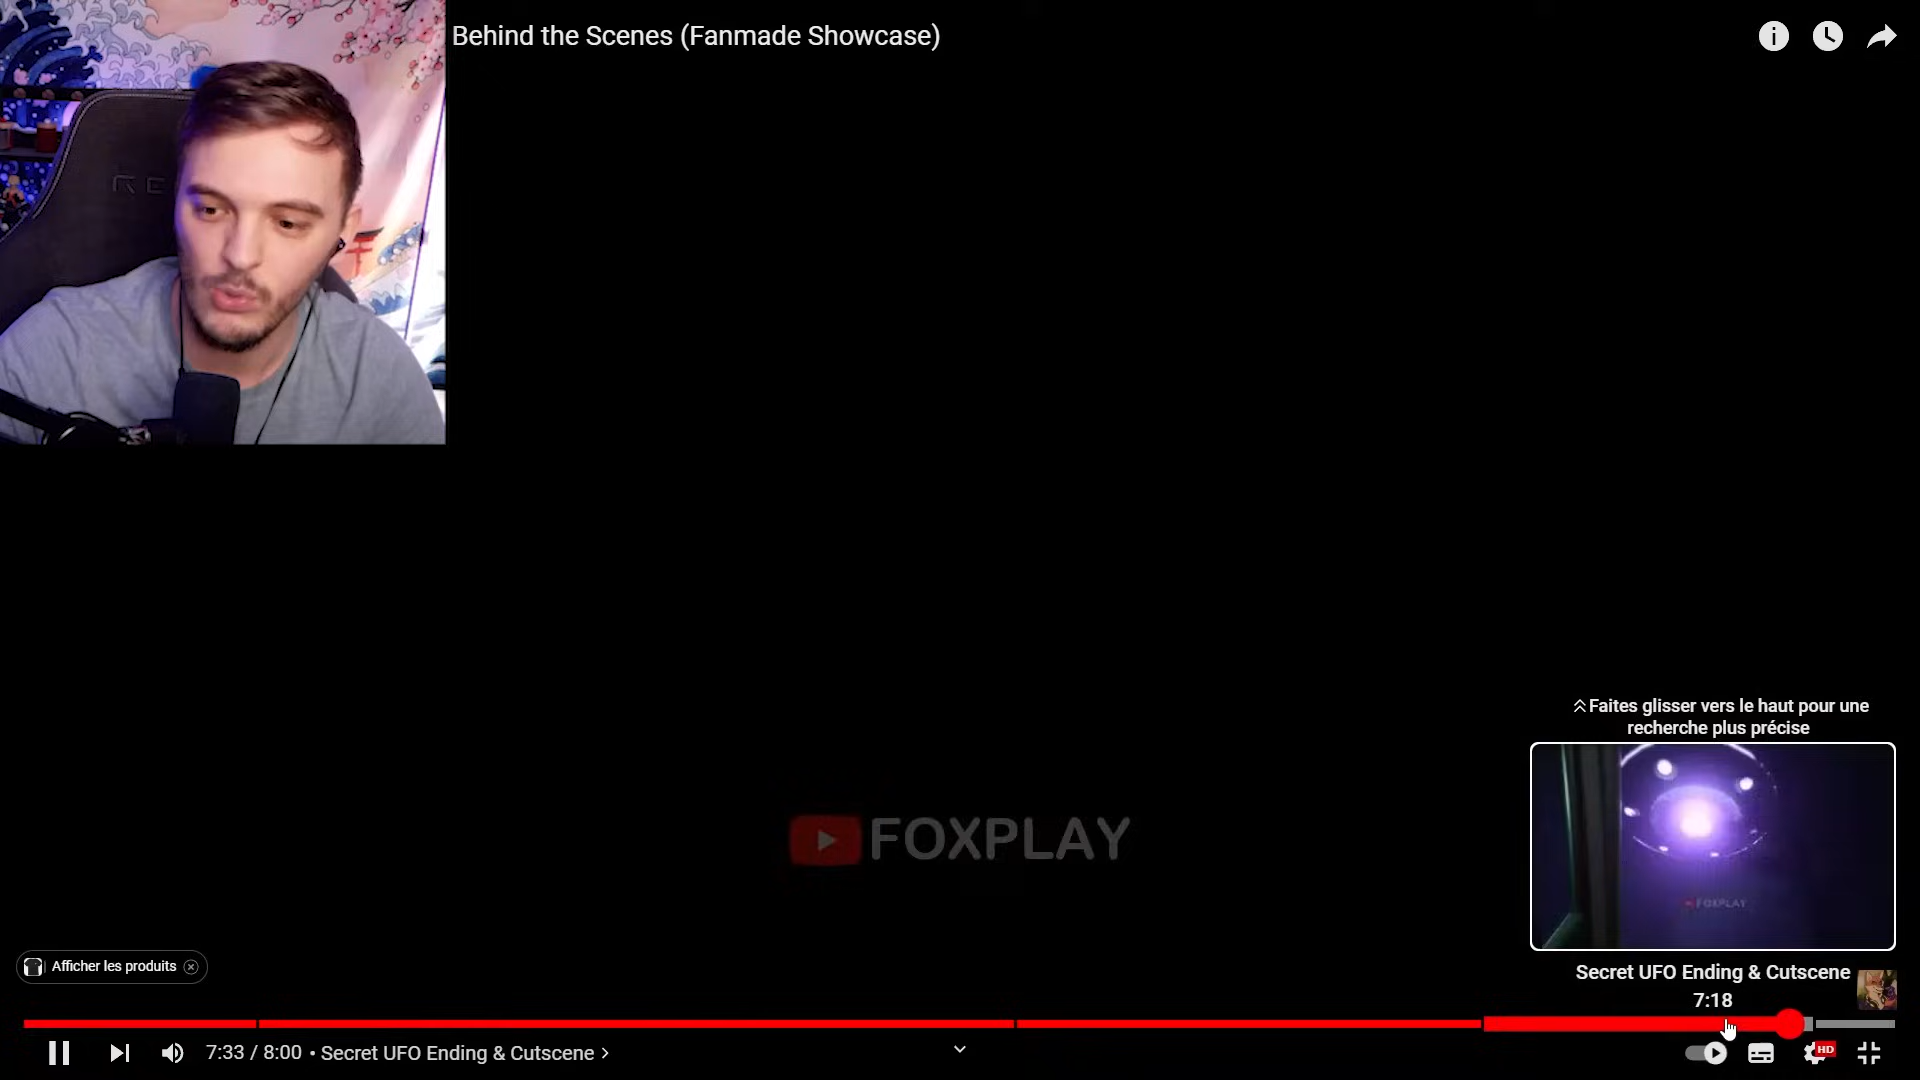 Behind the Scenes (Fanmade Showcase)
FOXPLAY
Faites glisser vers le haut pour une
recherche plus précise
FOXPLAY
Secret UFO Ending & Cutscene
7:18
Afficher les produits
7:33 / 8:00 • Secret UFO Ending & Cutscene
HD